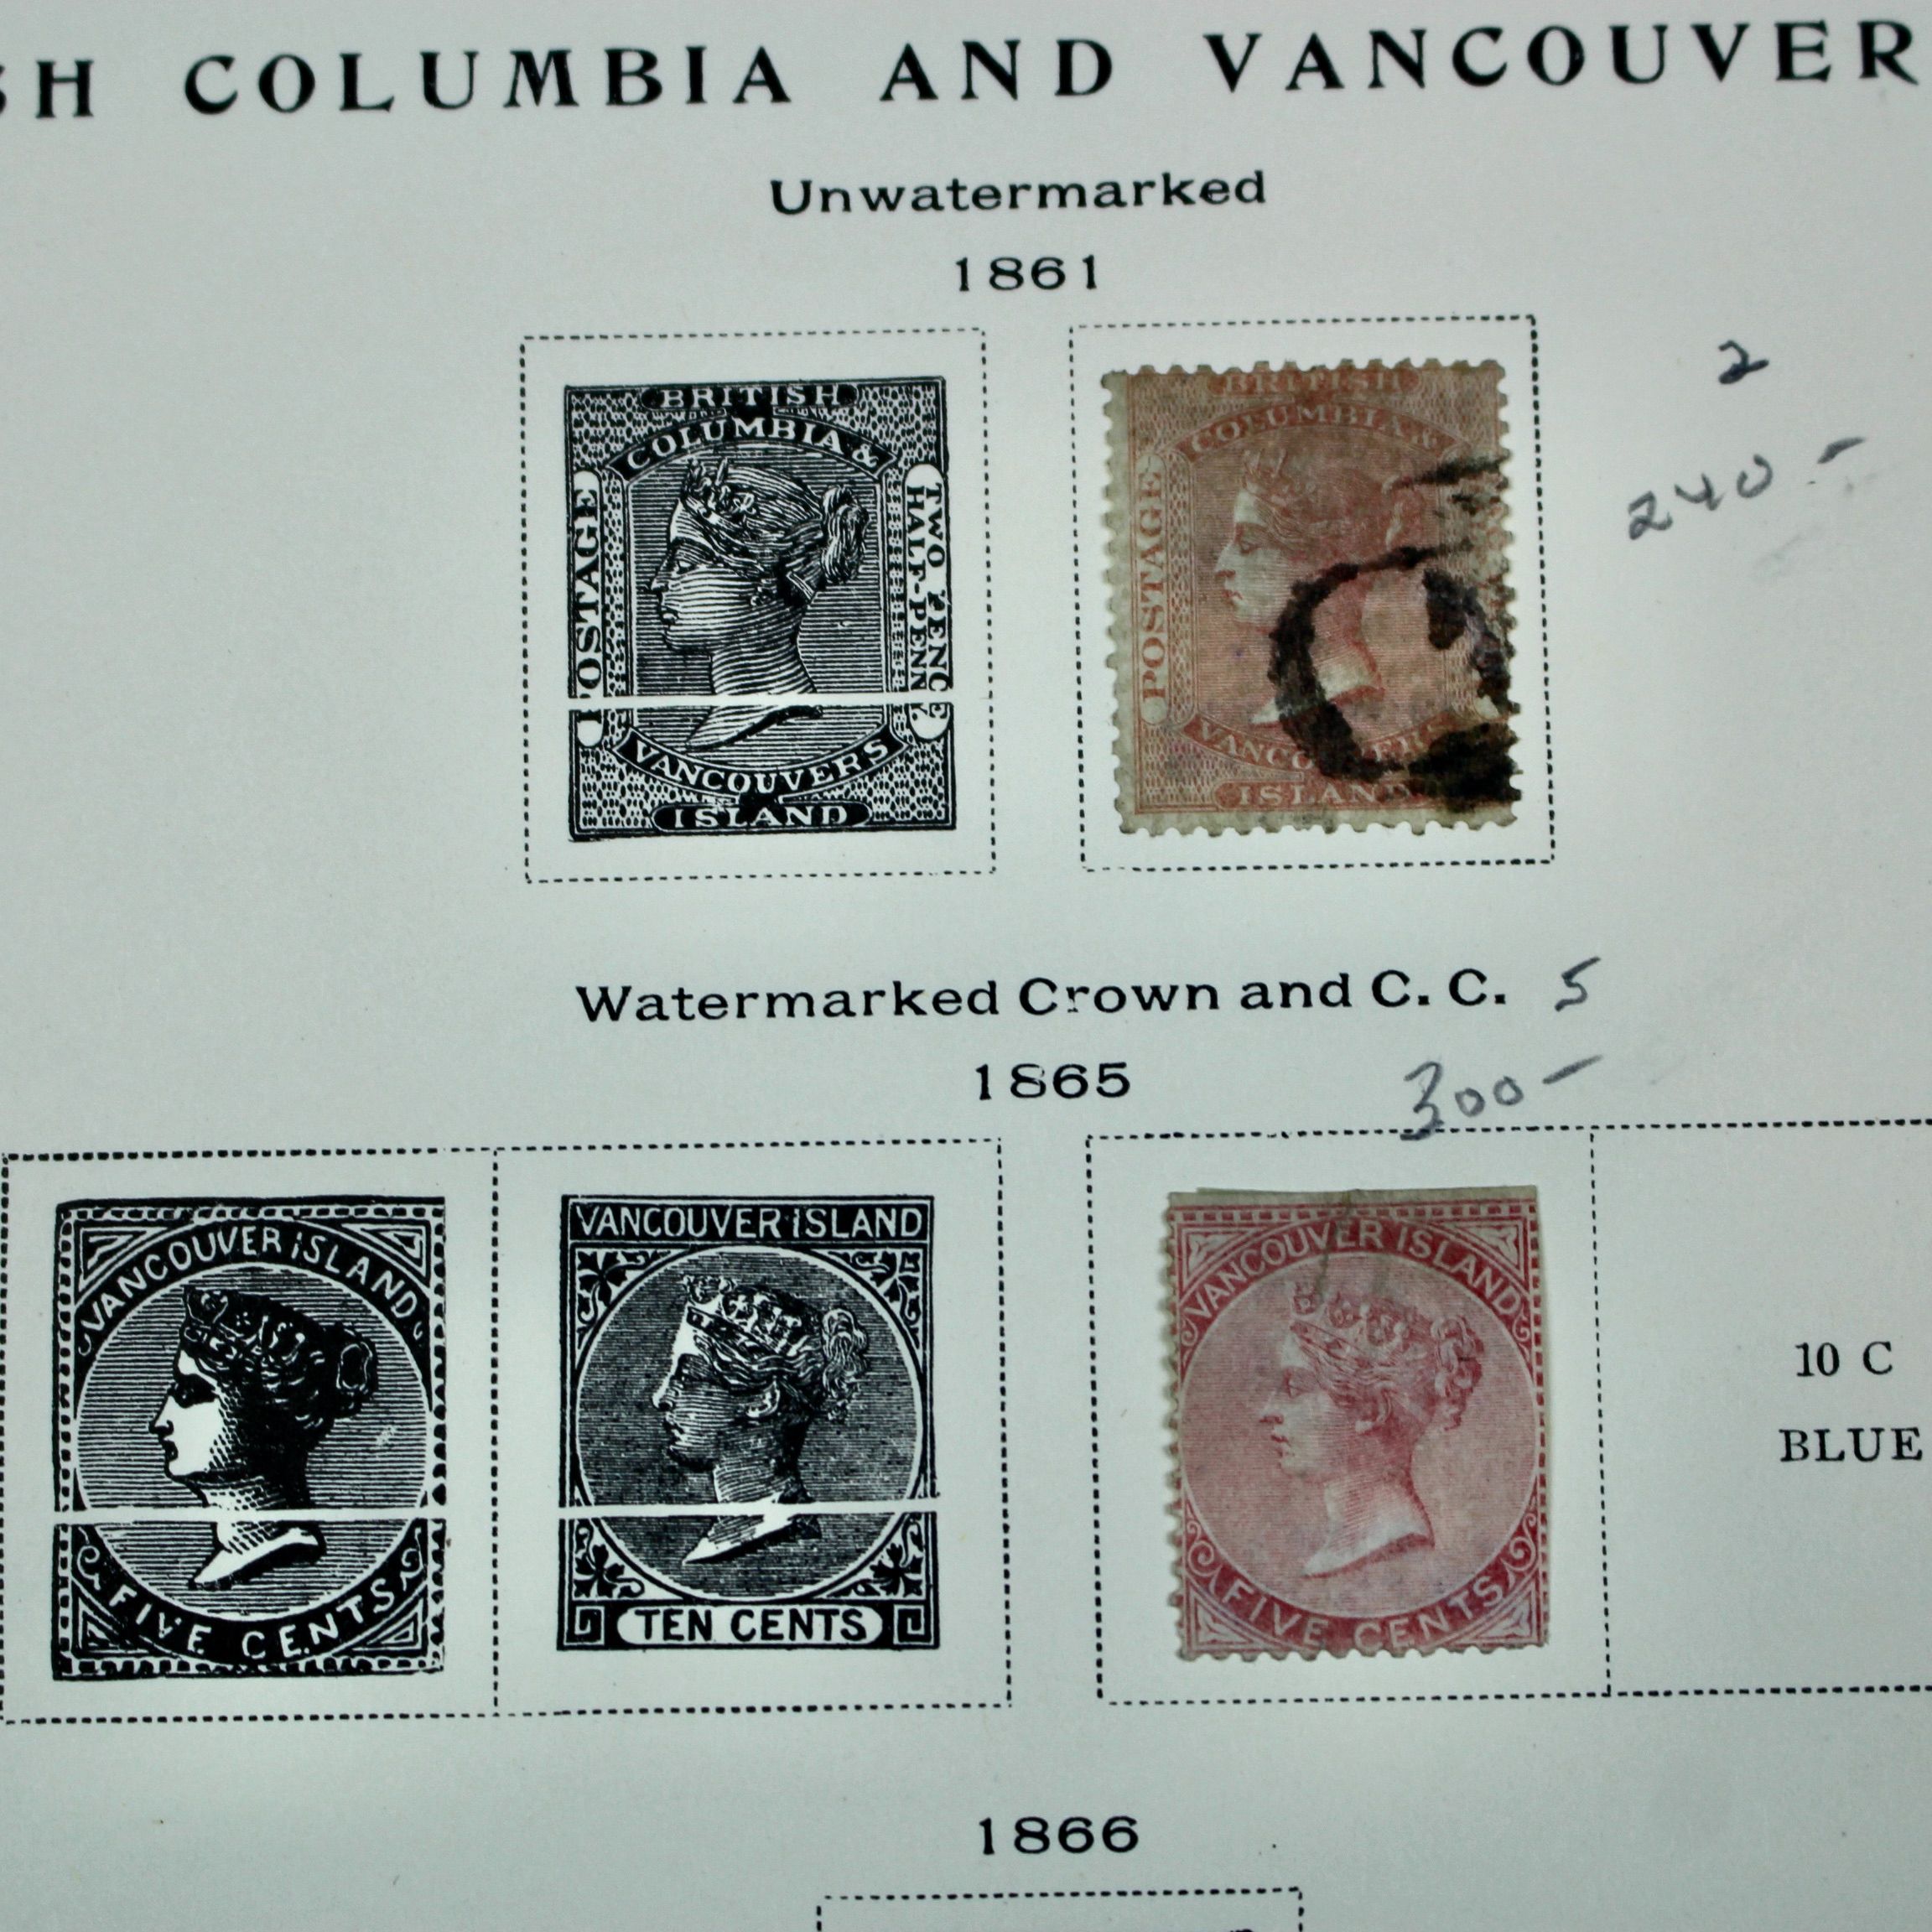 SH COLUMBIA AND VANCOUVER
Unwatermarked
1861
BRITISH
COLUMBIA &
POSTAGE
TWO PENCE
HALF-PENNY
VANCOUVERS
ISLAND
BRITISH
COLUMBIA &
POSTAGE
VANCOUVERS
ISLAND
2
240 -
Watermarked Crown and C. C. 5
1865
300 -
VANCOUVER ISLAND
FIVE CENTS
VANCOUVER ISLAND
TEN CENTS
VANCOUVER ISLAND
FIVE CENTS
10 C
BLUE
1866